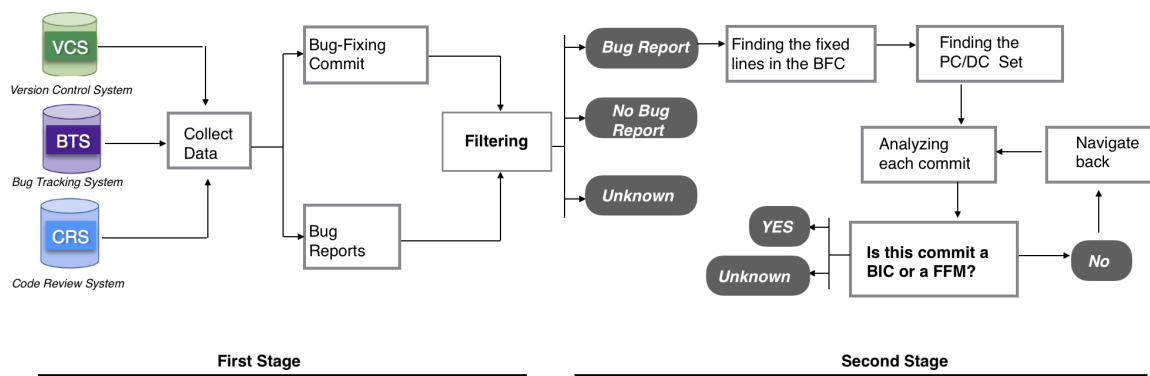 VCS
Version Control System
BTS
Bug Tracking System
CRS
Code Review System
Collect
Data
Bug-Fixing
Commit
Bug
Reports
Filtering
Bug Report
No Bug
Report
Unknown
Finding the fixed
lines in the BFC
Finding the
PC/DC Set
Analyzing
each commit
Navigate
back
Is this commit a
BIC or a FFM?
YES
Unknown
No
First Stage
Second Stage